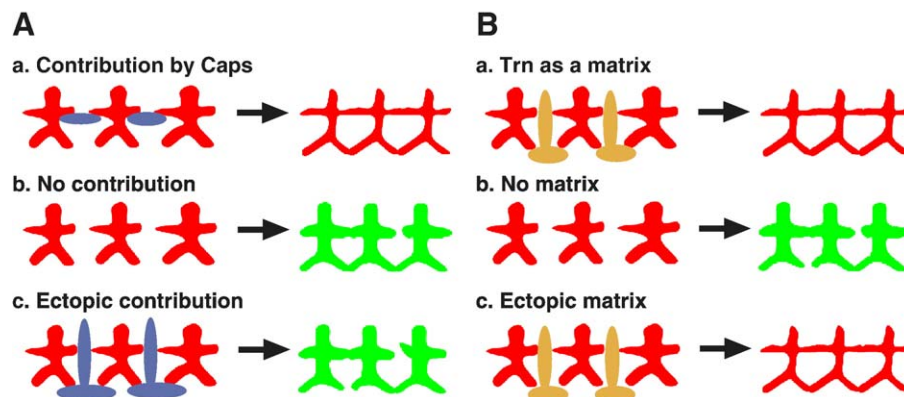 A
a. Contribution by Caps
b. No contribution
c. Ectopic contribution
B
a. Trn as a matrix
b. No matrix
c. Ectopic matrix